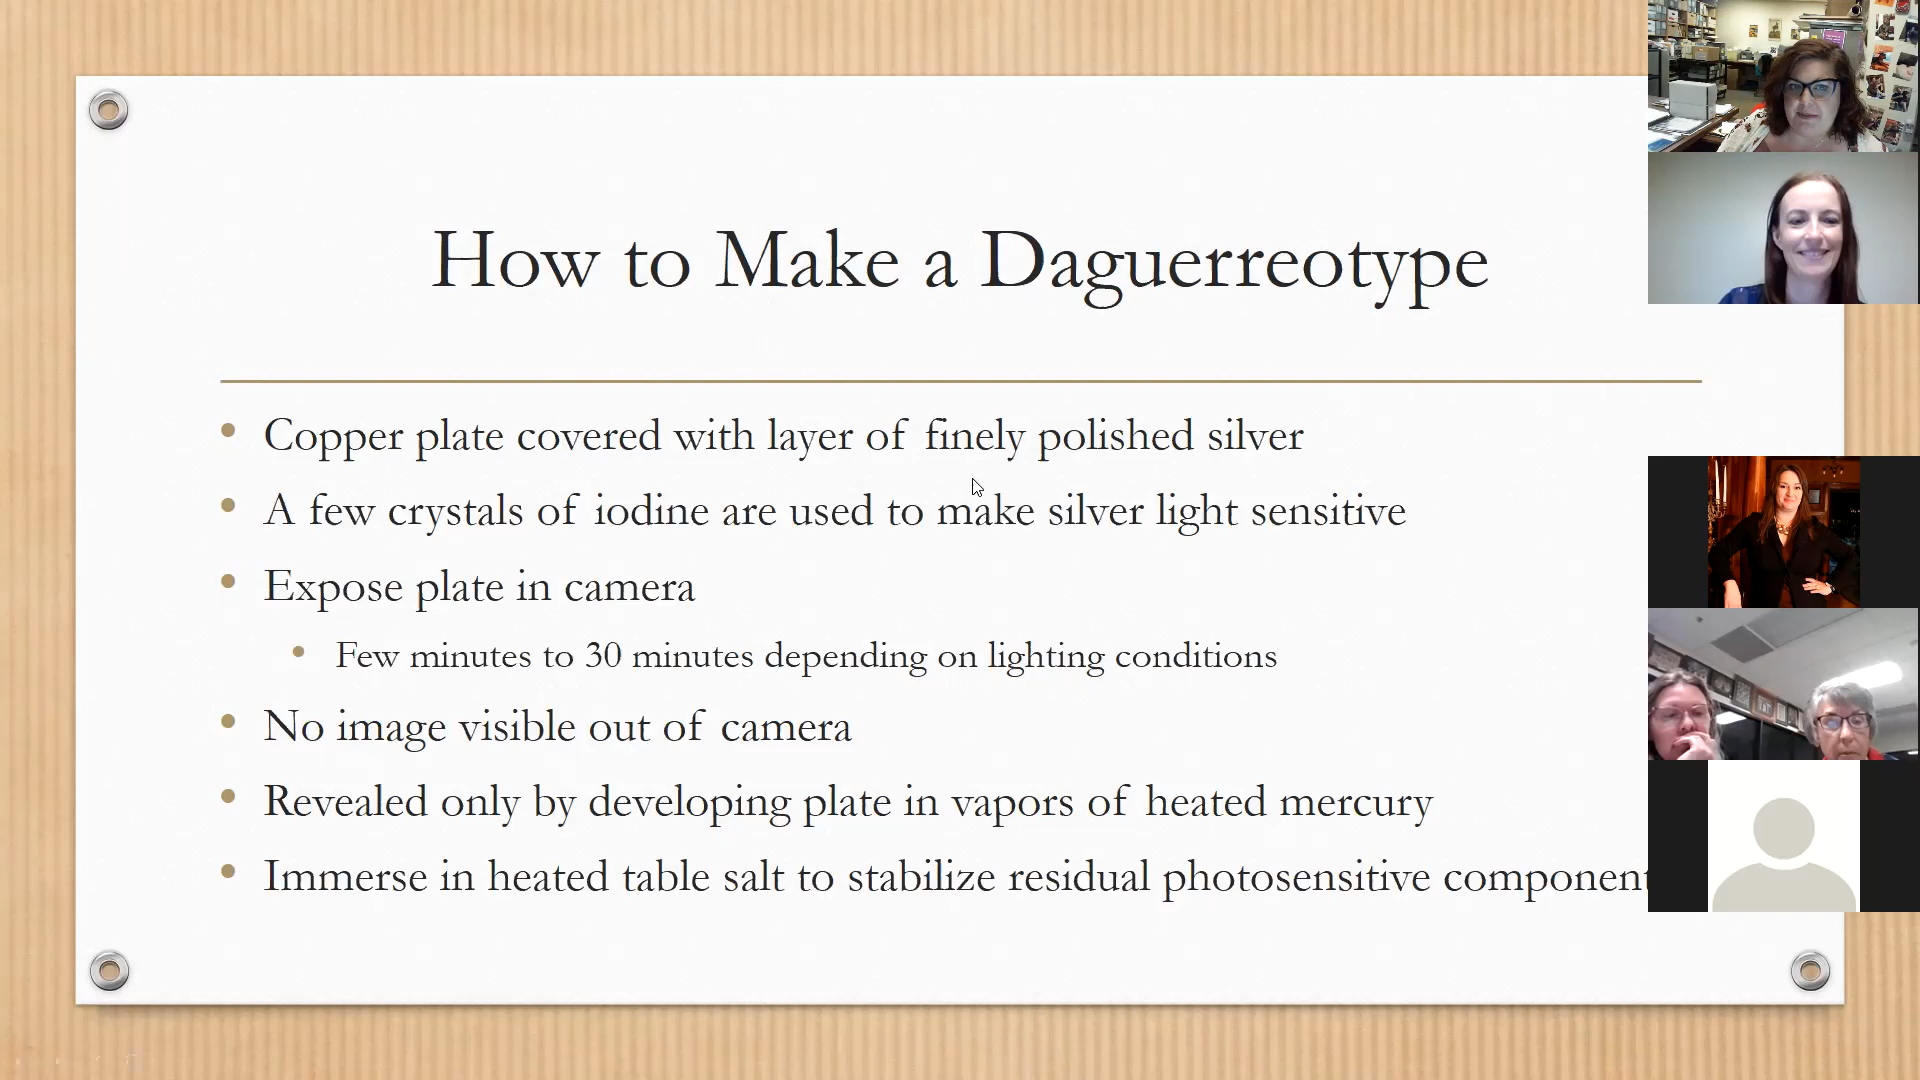 How to Make a Daguerreotype
Copper plate covered with layer of finely polished silver
A few crystals of iodine are used to make silver light sensitive
Expose plate in camera
Few minutes to 30 minutes depending on lighting conditions
No image visible out of camera
Revealed only by developing plate in vapors of heated mercury
Immerse in heated table salt to stabilize residual photosensitive component